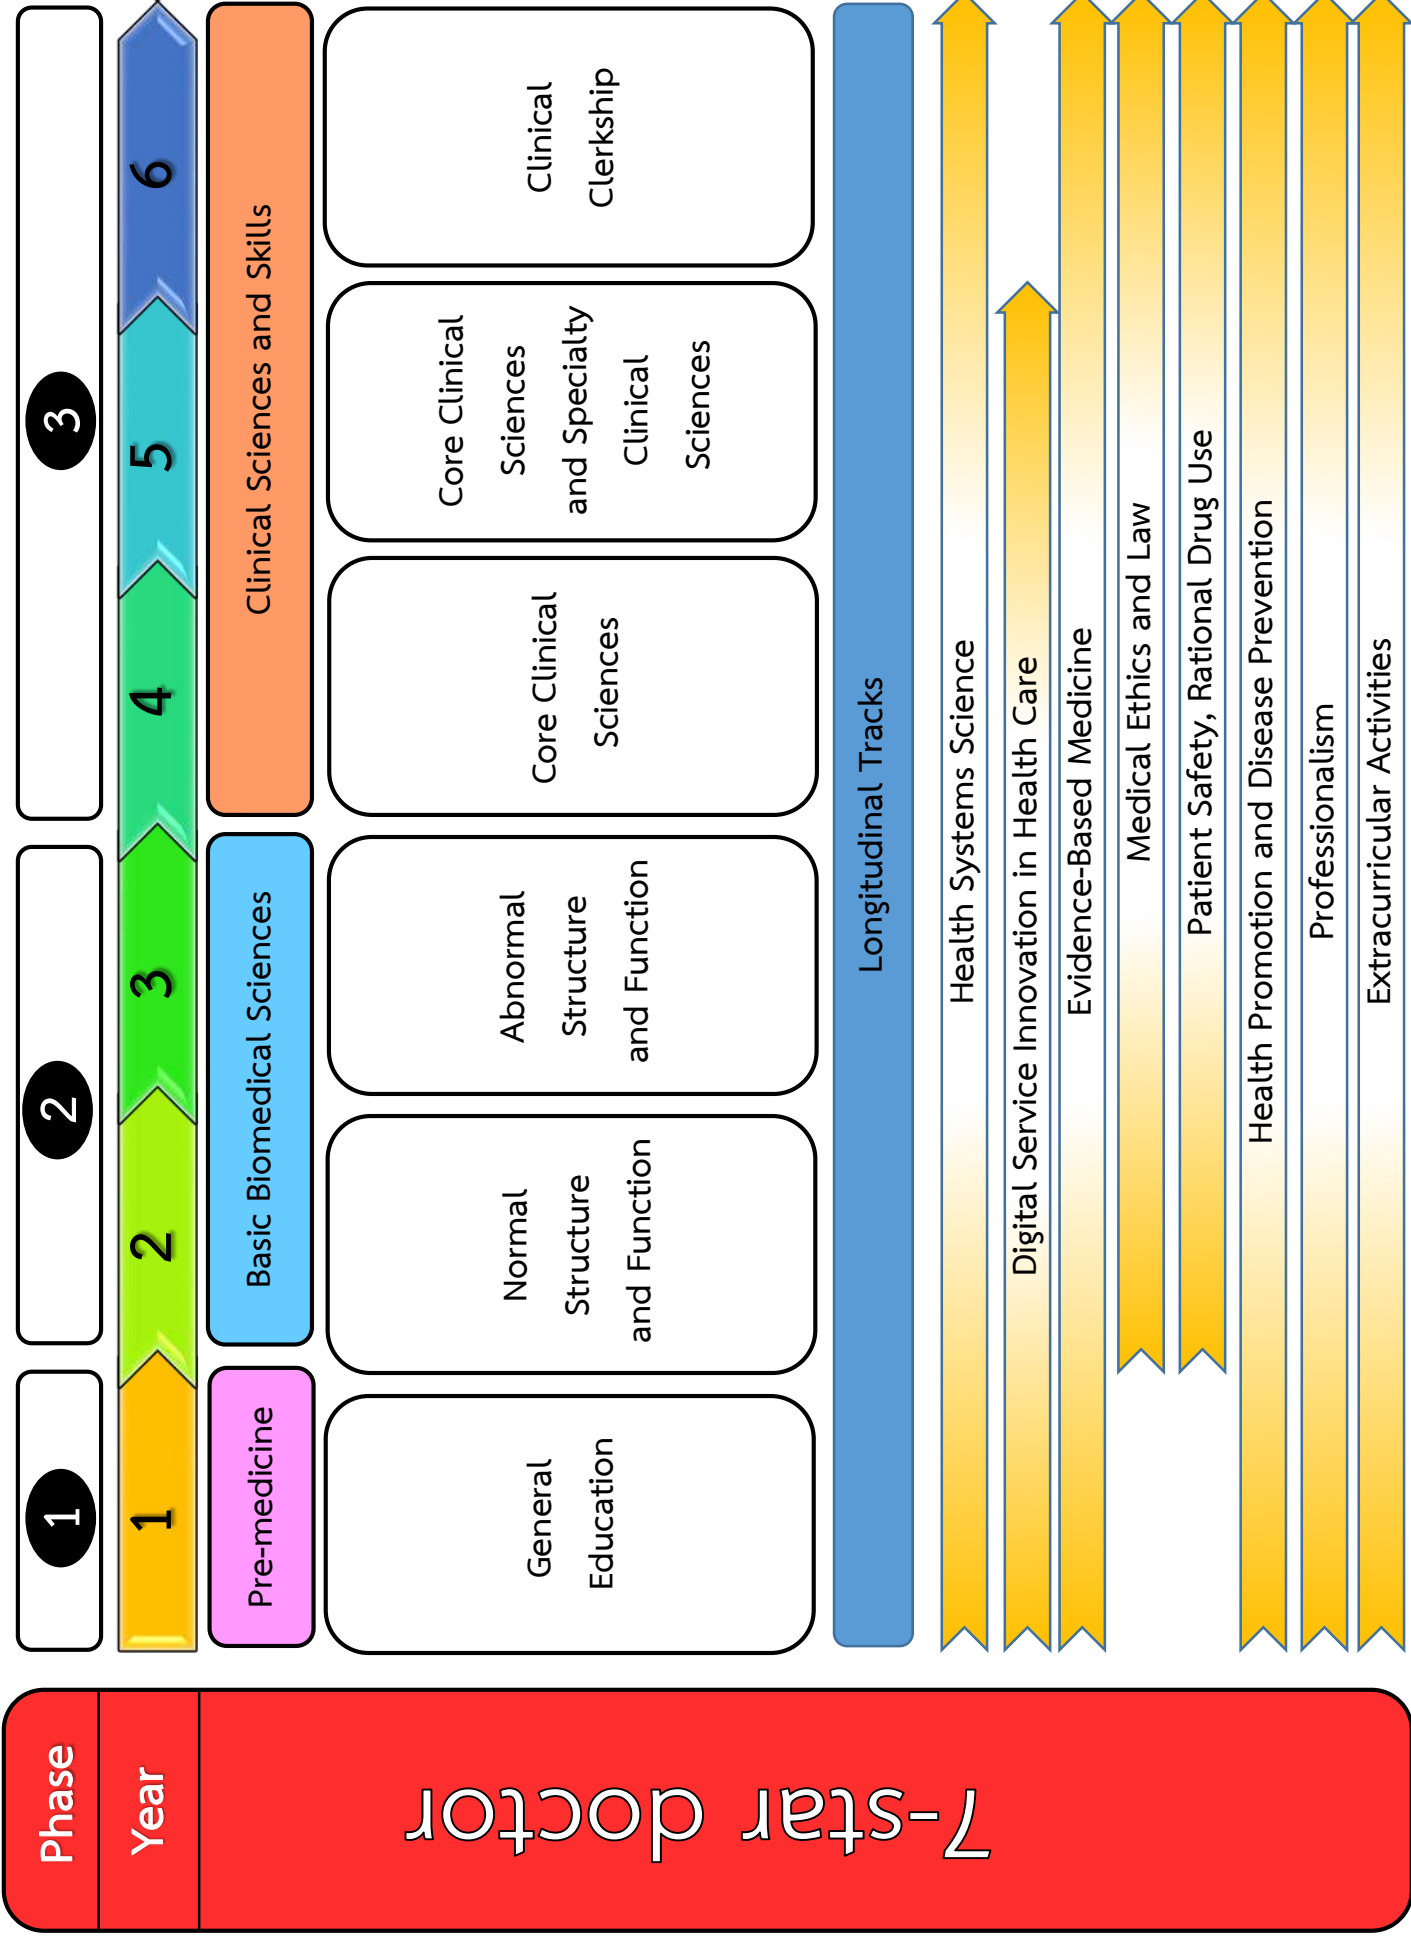 Phase
1
2
3
Year
1
2
3
4
5
6
7-star doctor
Pre-medicine
Basic Biomedical Sciences
Clinical Sciences and Skills
General
Education
Normal
Structure
and Function
Abnormal
Structure
and Function
Core Clinical
Sciences
Core Clinical
Sciences
and Specialty
Clinical
Sciences
Clinical
Clerkship
Longitudinal Tracks
Health Systems Science
Digital Service Innovation in Health Care
Evidence-Based Medicine
Medical Ethics and Law
Patient Safety, Rational Drug Use
Health Promotion and Disease Prevention
Professionalism
Extracurricular Activities